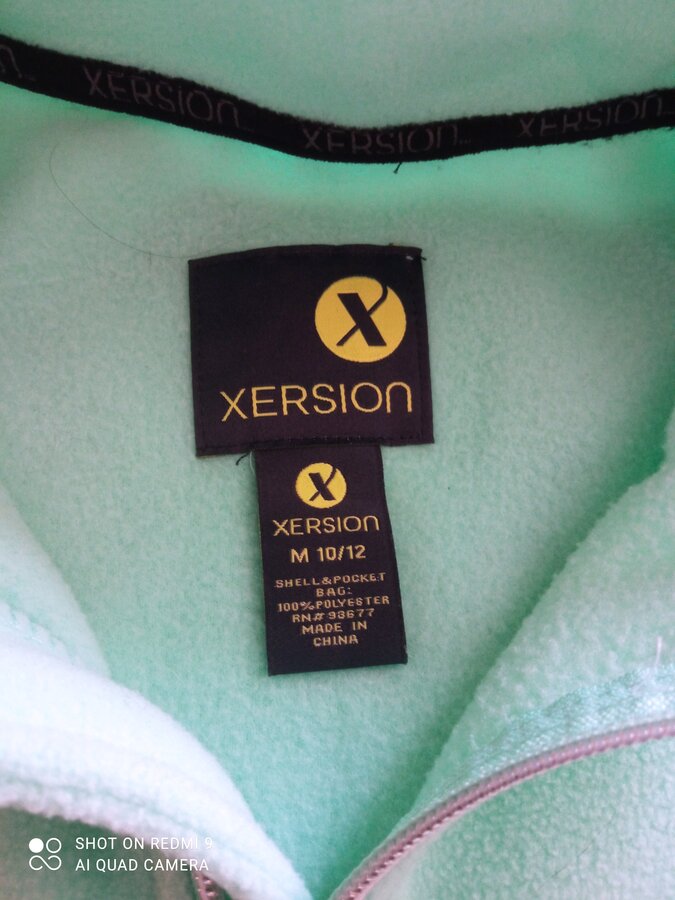 XERSION
XERSION
XERSION
X
XERSION
X
XERSION
M 10/12
SHELL&POCKET
BAG:
100%POLYESTER
RN# 93677
MADE IN
CHINA
SHOT ON REDMI 9
AI QUAD CAMERA